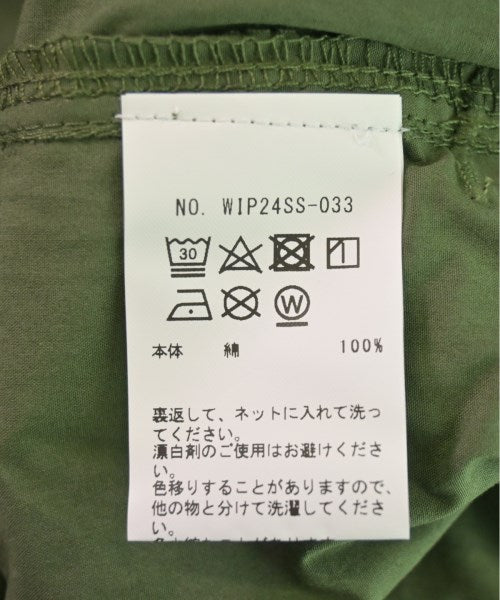 NO. WIP24SS-033
30
W
本体 綿 100%
裏返して、ネットに入れて洗っ
てください。
漂白剤のご使用はお避けくださ
い。
色移りすることがありますので、
他の物と分けて洗濯してくださ
い。